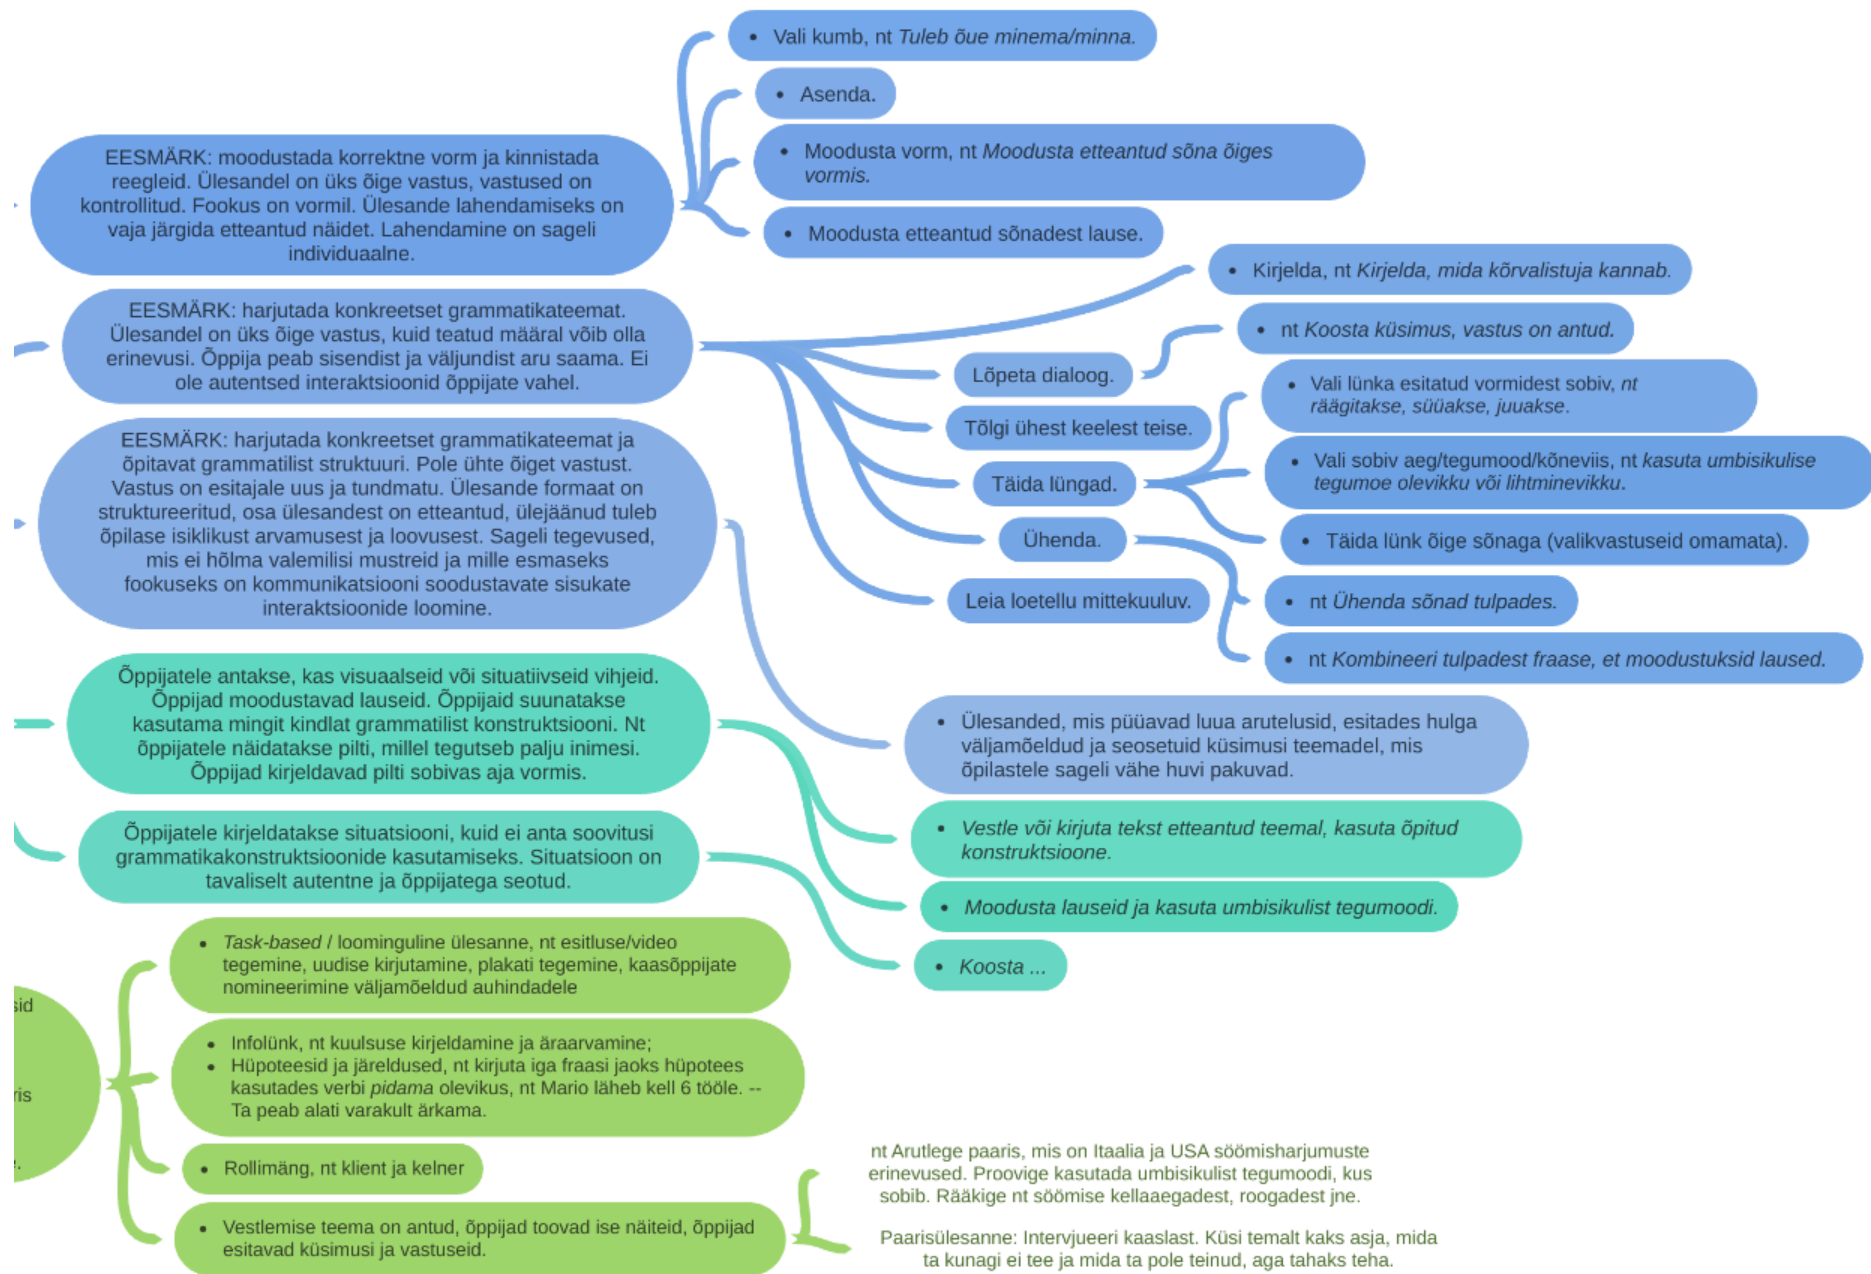 • Vali kumb, nt Tuleb õue minema/minna.
• Asenda.
• Moodusta vorm, nt Moodusta etteantud sõna õiges
vormis.
• Moodusta etteantud sõnadest lause.
EESMÄRK: moodustada korrektne vorm ja kinnistada
reegleid. Ülesandel on üks õige vastus, vastused on
kontrollitud. Fookus on vormil. Ülesande lahendamiseks on
vaja järgida etteantud näidet. Lahendamine on sageli
individuaalne.
EESMÄRK: harjutada konkreetset grammatikateemat.
Ülesandel on üks õige vastus, kuid teatud määral võib olla
erinevusi. Õppija peab sisendist ja väljundist aru saama. Ei
ole autentsed interaktsioonid õppijate vahel.
• Kirjelda, nt Kirjelda, mida kõrvalistuja kannab.
Lõpeta dialoog.
• nt Koosta küsimus, vastus on antud.
Tõlgi ühest keelest teise.
Täida lüngad.
• Vali lünka esitatud vormidest sobiv, nt
räägitakse, süüakse, juuakse.
• Vali sobiv aeg/tegumood/kõneviis, nt kasuta umbisikulise
tegumoe olevikku või lihtminevikku.
• Täida lünk õige sõnaga (valikvastuseid omamata).
Ühenda.
• nt Ühenda sõnad tulpades.
• nt Kombineeri tulpadest fraase, et moodustuksid laused.
Leia loetellu mittekuuluv.
EESMÄRK: harjutada konkreetset grammatikateemat ja
õpitavat grammatilist struktuuri. Pole ühte õiget vastust.
Vastus on esitajale uus ja tundmatu. Ülesande formaat on
struktureeritud, osa ülesandest on etteantud, ülejäänud tuleb
õpilase isiklikust arvamusest ja loovusest. Sageli tegevused,
mis ei hõlma valemilisi mustreid ja mille esmaseks
fookuseks on kommunikatsiooni soodustavate sisukate
interaktsioonide loomine.
• Ülesanded, mis püüavad luua arutelusid, esitades hulga
väljamõeldud ja seosetuid küsimusi teemadel, mis
õpilastele sageli vähe huvi pakuvad.
Õppijatele antakse, kas visuaalseid või situatiivseid vihjeid.
Õppijad moodustavad lauseid. Õppijaid suunatakse
kasutama mingit kindlat grammatilist konstruktsiooni. Nt
õppijatele näidatakse pilti, millel tegutseb palju inimesi.
Õppijad kirjeldavad pilti sobivas aja vormis.
• Vestle või kirjuta tekst etteantud teemal, kasuta õpitud
konstruktsioone.
• Moodusta lauseid ja kasuta umbisikulist tegumoodi.
Õppijatele kirjeldatakse situatsiooni, kuid ei anta soovitusi
grammatikakonstruktsioonide kasutamiseks. Situatsioon on
tavaliselt autentne ja õppijatega seotud.
• Koosta ...
sid
ris
e.
• Task-based / loominguline ülesanne, nt esitluse/video
tegemine, uudise kirjutamine, plakati tegemine, kaasõppijate
nomineerimine väljamõeldud auhindadele
• Infolünk, nt kuulsuse kirjeldamine ja äraarvamine;
• Hüpoteesid ja järeldused, nt kirjuta iga fraasi jaoks hüpotees
kasutades verbi pidama olevikus, nt Mario läheb kell 6 tööle. --
Ta peab alati varakult ärkama.
• Rollimäng, nt klient ja kelner
• Vestlemise teema on antud, õppijad toovad ise näiteid, õppijad
esitavad küsimusi ja vastuseid.
nt Arutlege paaris, mis on Itaalia ja USA söömisharjumuste
erinevused. Proovige kasutada umbisikulist tegumoodi, kus
sobib. Rääkige nt söömise kellaaegadest, roogadest jne.
Paarisülesanne: Intervjueeri kaaslast. Küsi temalt kaks asja, mida
ta kunagi ei tee ja mida ta pole teinud, aga tahaks teha.